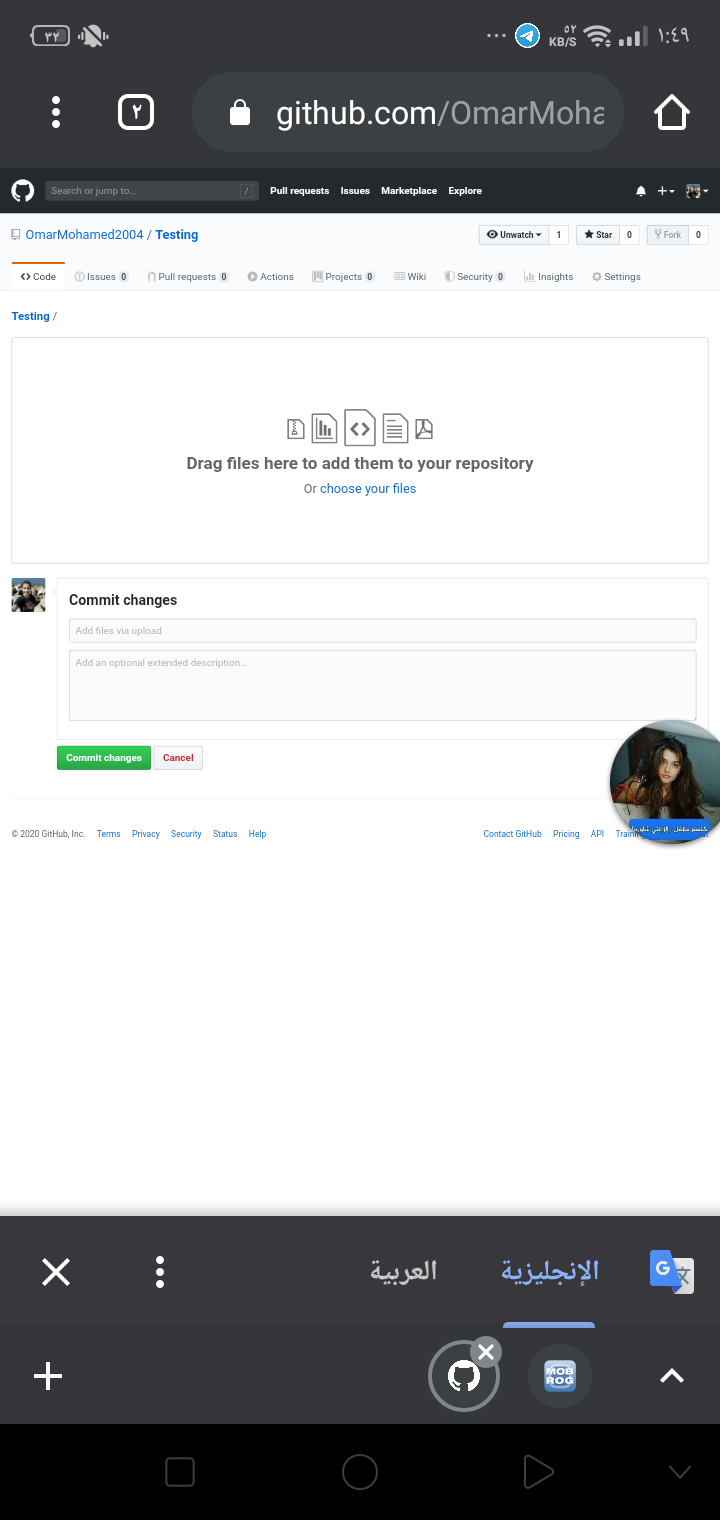 ٣٢ ... ٥٢ KB/S ١:٤٩
٢ github.com/OmarMoha
Search or jump to... / Pull requests Issues Marketplace Explore
OmarMohamed2004 / Testing Unwatch 1 Star 0 Fork 0
Code Issues 0 Pull requests 0 Actions Projects 0 Wiki Security 0 Insights Settings
Testing /
Drag files here to add them to your repository
Or choose your files
Commit changes
Add files via upload
Add an optional extended description...
Commit changes Cancel
© 2020 GitHub, Inc. Terms Privacy Security Status Help Contact GitHub Pricing API
العربية الإنجليزية
MOB
ROG